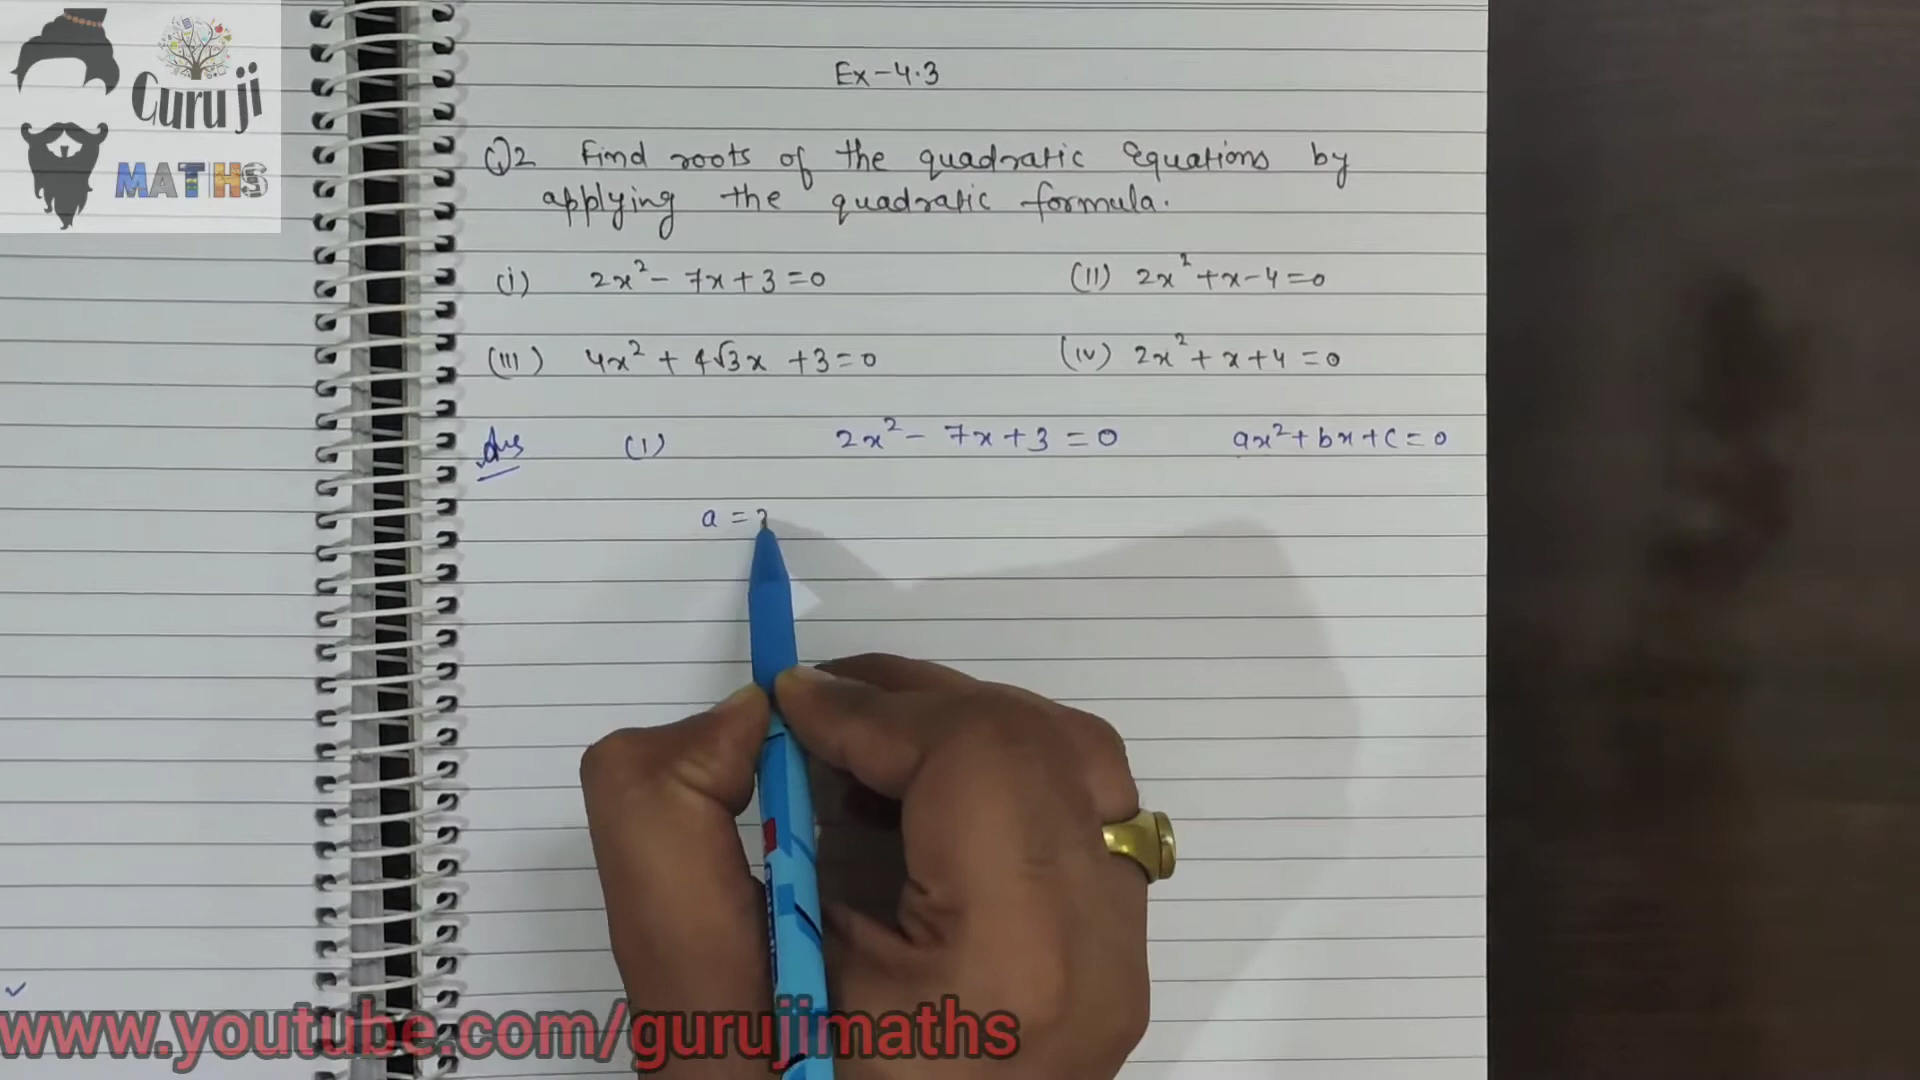 Guruji
MATHS
Ex-4.3
Q2 Find roots of the quadratic Equations by
applying the quadratic formula.
(i) 2x² - 7x + 3 = 0 (II) 2x² + x - 4 = 0
(III) 4x² + 4√3x + 3 = 0 (IV) 2x² + x + 4 = 0
Ans (I) 2x² - 7x + 3 = 0 ax² + bx + c = 0
a = 2
www.youtube.com/gurujimaths